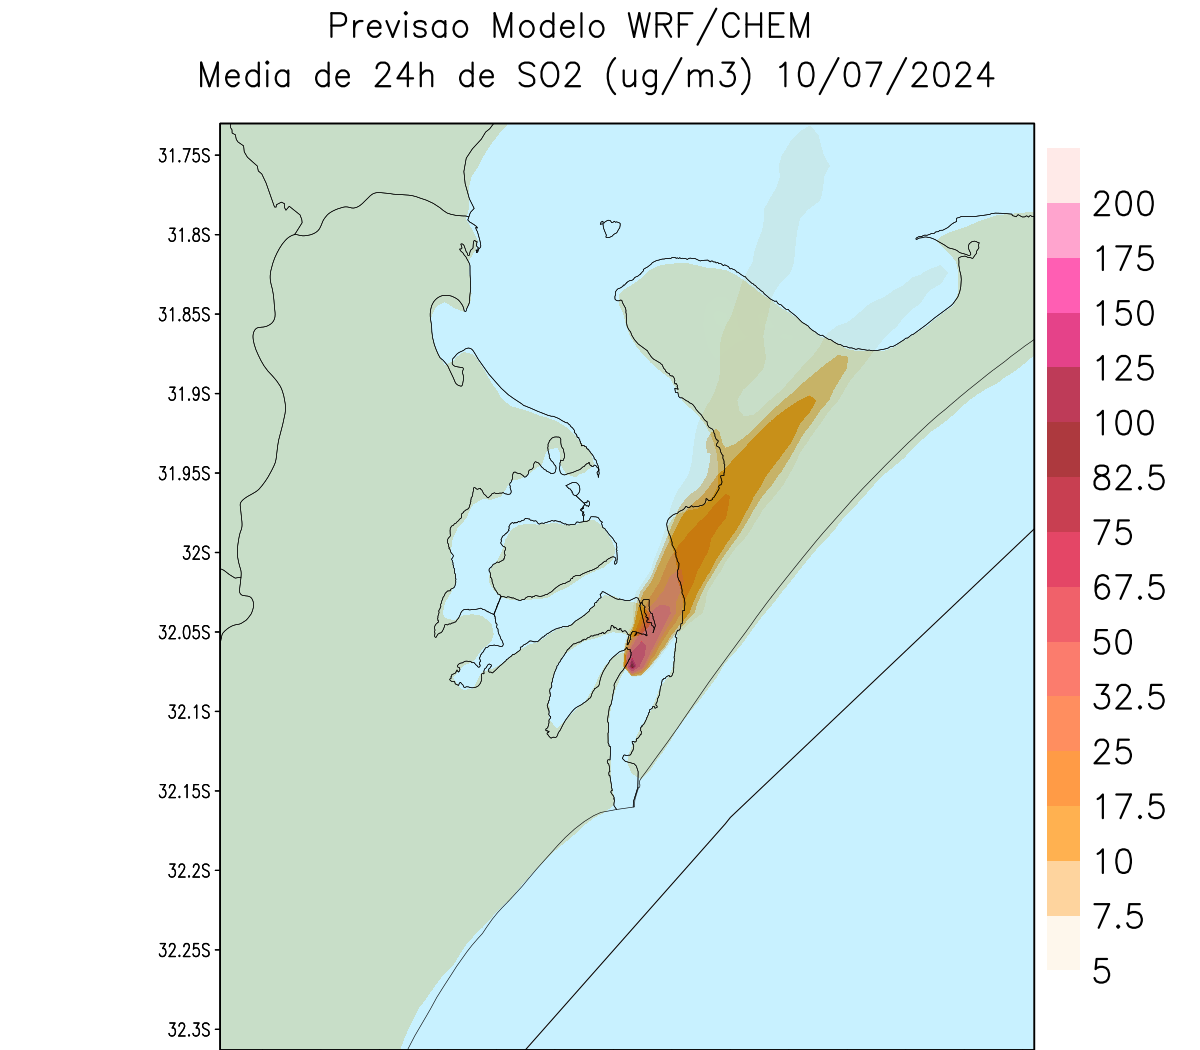 Previsao Modelo WRF/CHEM
Media de 24h de SO2 (ug/m3) 10/07/2024
31.75S
31.8S
31.85S
31.9S
31.95S
32S
32.05S
32.1S
32.15S
32.2S
32.25S
32.3S
200
175
150
125
100
82.5
75
67.5
50
32.5
25
17.5
10
7.5
5